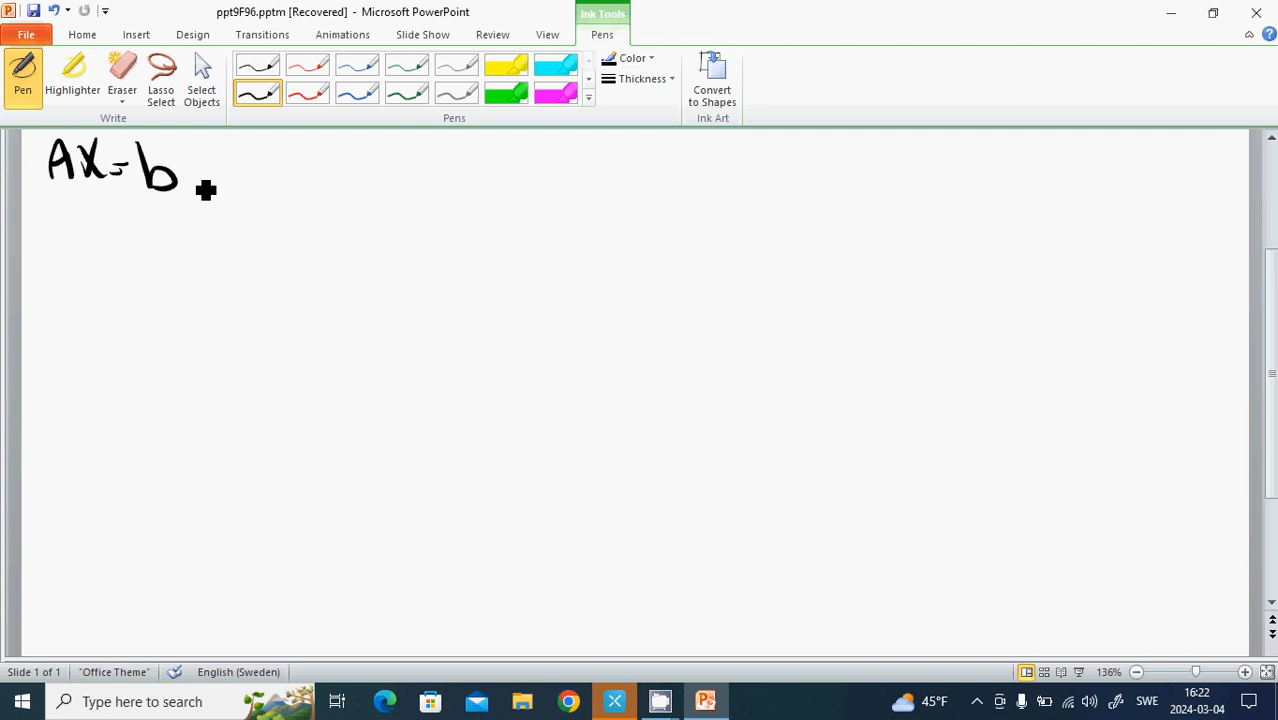 ppt9F96.pptm [Recovered] - Microsoft PowerPoint
Ink Tools
File Home Insert Design Transitions Animations Slide Show Review View Pens
Pen Highlighter Eraser Lasso Select Select Objects
Color
Thickness
Convert to Shapes
Write Pens Ink Art
AX=b
Slide 1 of 1 "Office Theme" English (Sweden) 136%
Type here to search 45°F SWE 16:22
2024-03-04